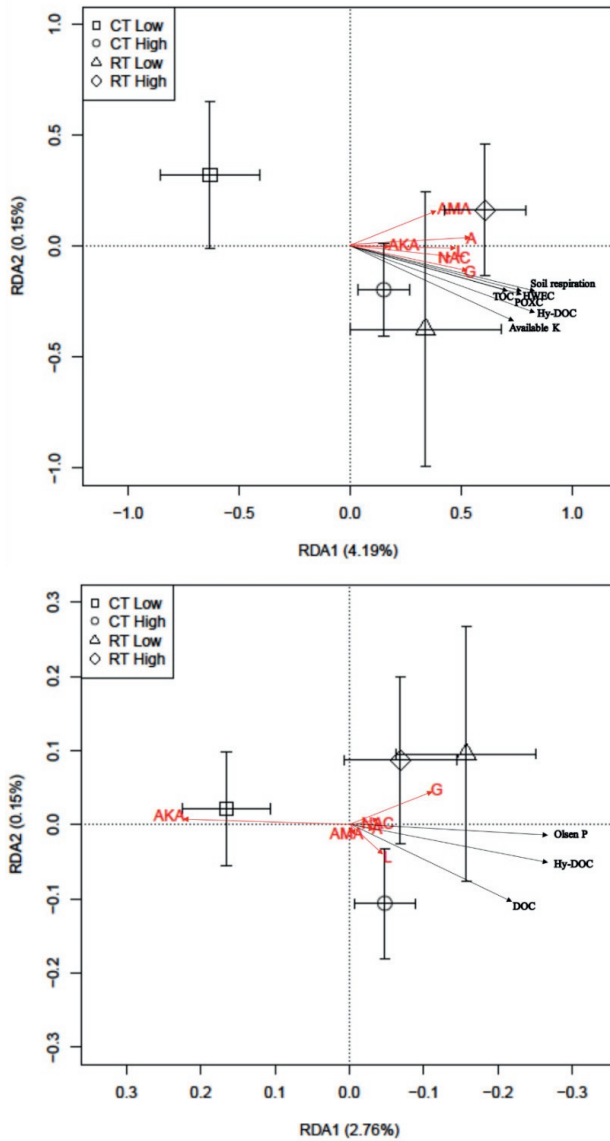 CT Low
CT High
RT Low
RT High
1.0
0.5
0.0
−0.5
−1.0
RDA2 (0.15%)
AMA
A
AKA
L
NAC
G
Soil respiration
TOC
HWEC
POXC
Hy-DOC
Available K
−1.0 −0.5 0.0 0.5 1.0
RDA1 (4.19%)
CT Low
CT High
RT Low
RT High
0.3
0.2
0.1
0.0
−0.1
−0.2
−0.3
RDA2 (0.15%)
G
AKA
NAC
A
AMA
L
Olsen P
Hy-DOC
DOC
0.3 0.2 0.1 0.0 −0.1 −0.2 −0.3
RDA1 (2.76%)